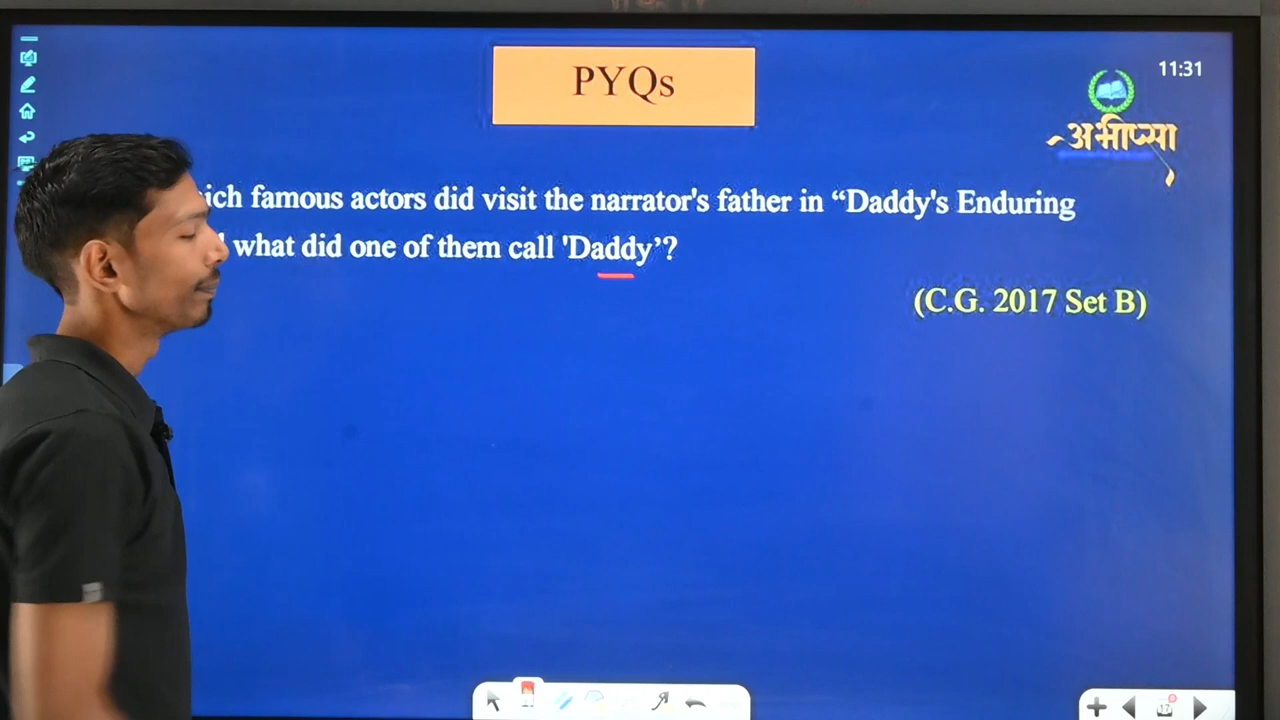 PYQs
11:31
अभीप्सा
ich famous actors did visit the narrator's father in “Daddy's Enduring
what did one of them call 'Daddy’?
(C.G. 2017 Set B)
17